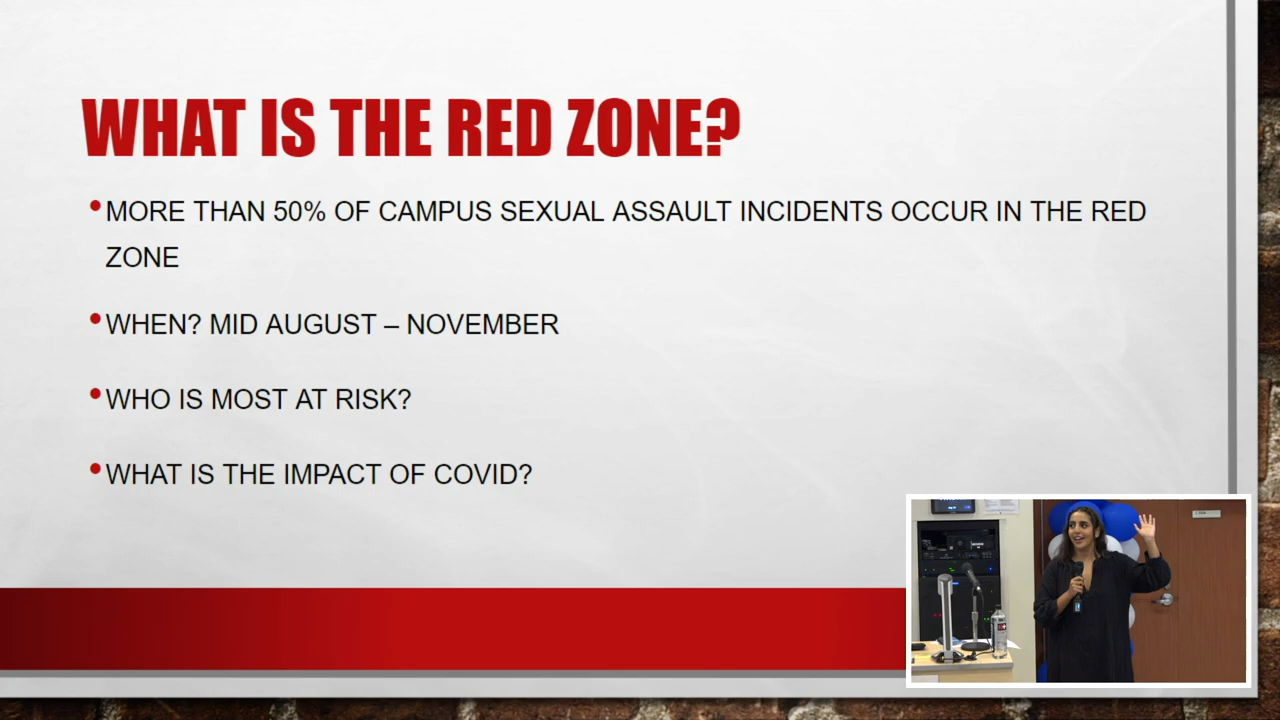 WHAT IS THE RED ZONE?
•MORE THAN 50% OF CAMPUS SEXUAL ASSAULT INCIDENTS OCCUR IN THE RED
ZONE
•WHEN? MID AUGUST – NOVEMBER
•WHO IS MOST AT RISK?
•WHAT IS THE IMPACT OF COVID?